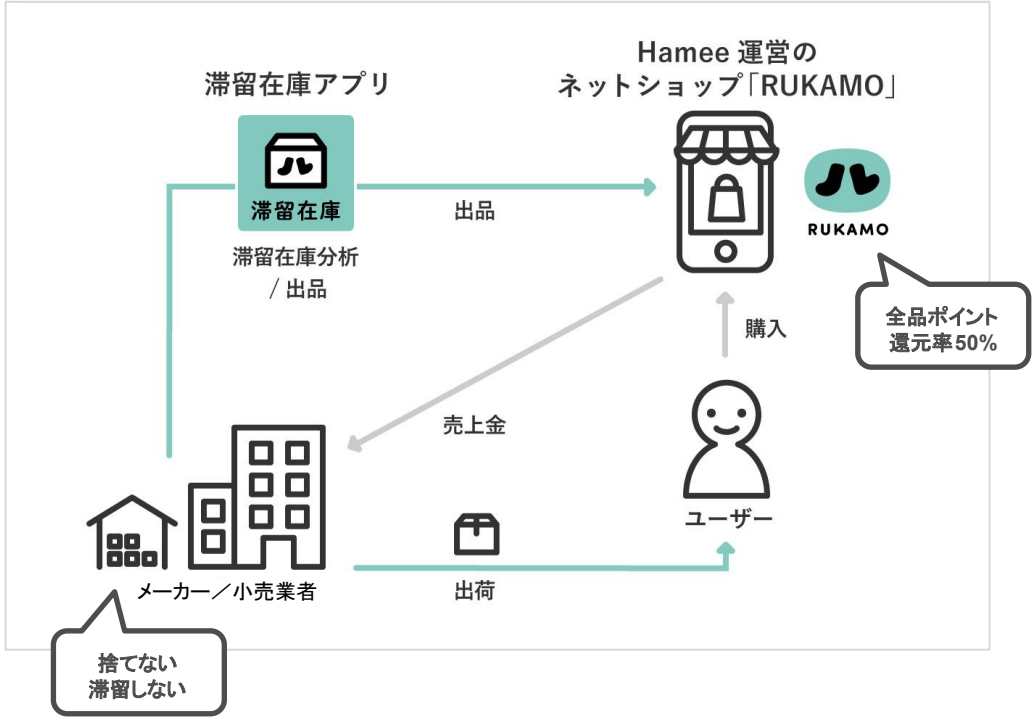 Hamee 運営の
ネットショップ「RUKAMO」
滞留在庫アプリ
滞留在庫
滞留在庫分析
/ 出品
出品
RUKAMO
全品ポイント
還元率50%
購入
売上金
ユーザー
出荷
メーカー／小売業者
捨てない
滞留しない